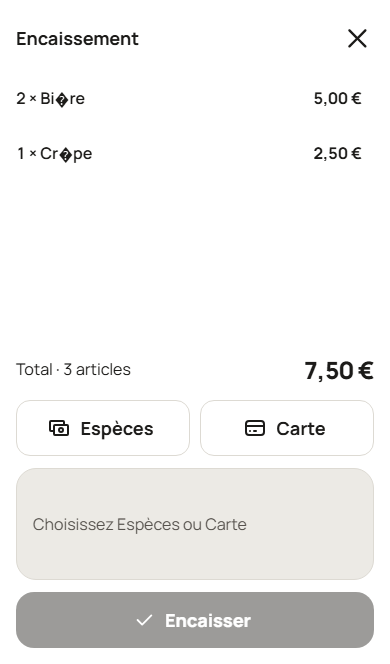 Encaissement
2 × Bi�re 5,00 €
1 × Cr�pe 2,50 €
Total · 3 articles 7,50 €
Espèces Carte
Choisissez Espèces ou Carte
Encaisser